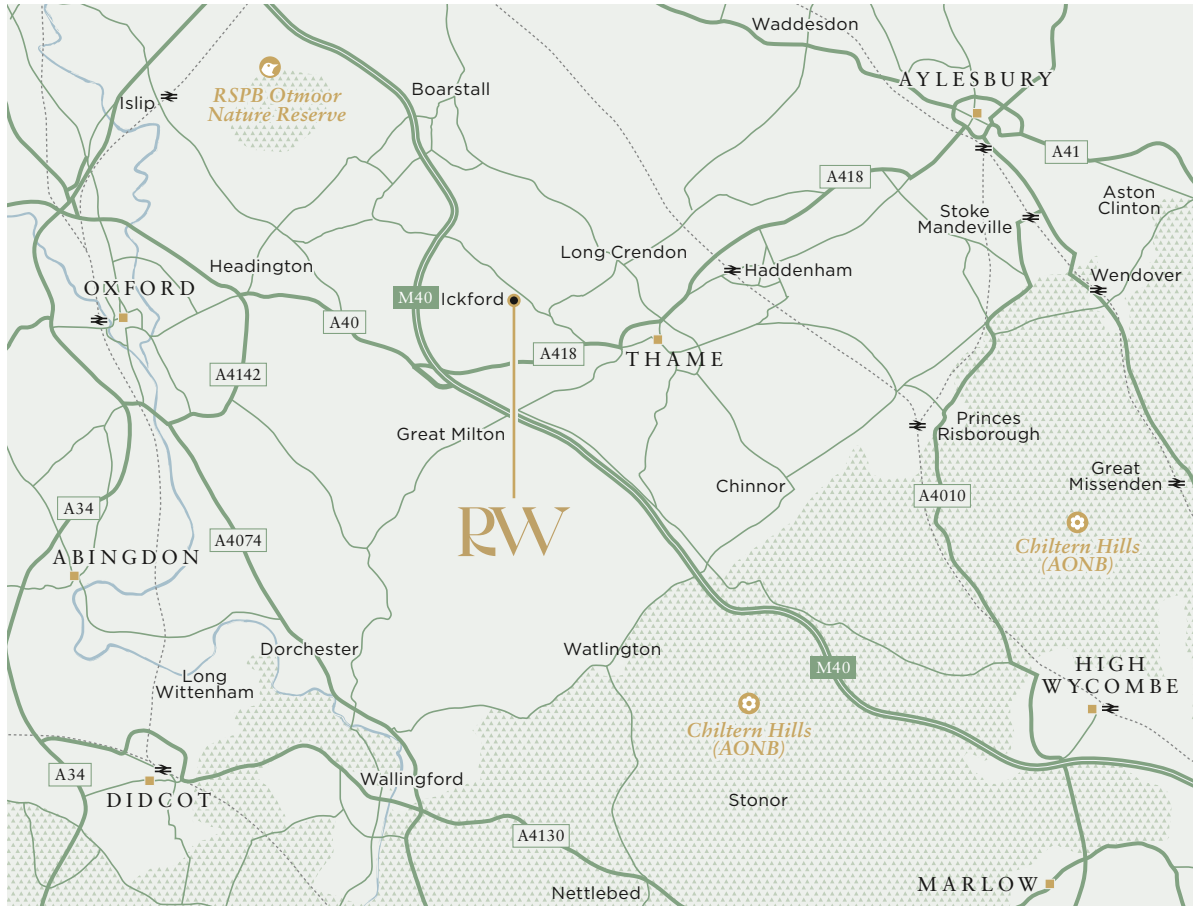 Waddesdon
AYLESBURY
Boarstall
Islip
RSPB Otmoor
Nature Reserve
A41
A418
Aston
Clinton
Stoke
Mandeville
Long Crendon
Headington
Haddenham
Wendover
OXFORD
M40
Ickford
A40
A418
THAME
A4142
Princes
Risborough
Great Milton
Great
Missenden
Chinnor
A4010
A34
RW
A4074
Chiltern Hills
(AONB)
ABINGDON
Dorchester
Watlington
M40
HIGH
WYCOMBE
Long
Wittenham
Chiltern Hills
(AONB)
A34
Wallingford
DIDCOT
Stonor
A4130
MARLOW
Nettlebed